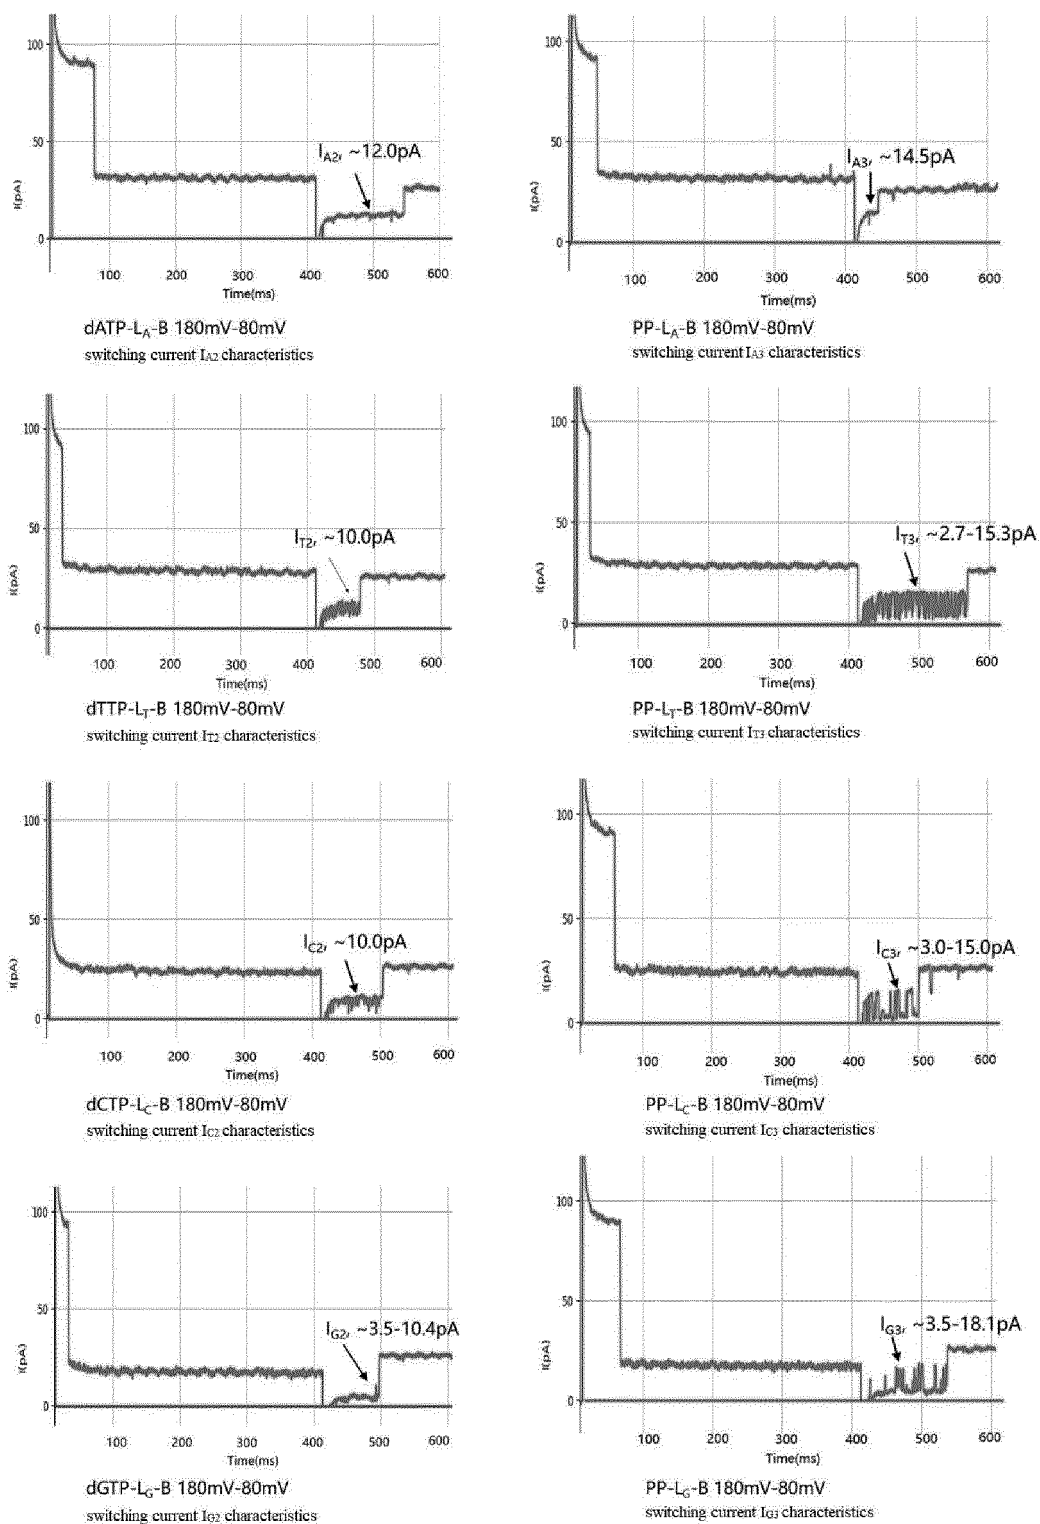 100
50
0
I(pA)
I_A2, ~12.0pA
100 200 300 400 500 600
Time(ms)
dATP-L_A-B 180mV-80mV
switching current I_A2 characteristics
100
50
0
I(pA)
I_A3, ~14.5pA
100 200 300 400 500 600
Time(ms)
PP-L_A-B 180mV-80mV
switching current I_A3 characteristics
100
50
0
I(pA)
I_T2, ~10.0pA
100 200 300 400 500 600
Time(ms)
dTTP-L_T-B 180mV-80mV
switching current I_T2 characteristics
100
50
0
I(pA)
I_T3, ~2.7-15.3pA
100 200 300 400 500 600
Time(ms)
PP-L_T-B 180mV-80mV
switching current I_T3 characteristics
100
50
0
I(pA)
I_C2, ~10.0pA
100 200 300 400 500 600
Time(ms)
dCTP-L_C-B 180mV-80mV
switching current I_C2 characteristics
100
50
0
I(pA)
I_C3, ~3.0-15.0pA
100 200 300 400 500 600
Time(ms)
PP-L_C-B 180mV-80mV
switching current I_C3 characteristics
100
50
0
I(pA)
I_G2, ~3.5-10.4pA
100 200 300 400 500 600
Time(ms)
dGTP-L_G-B 180mV-80mV
switching current I_G2 characteristics
100
50
0
I(pA)
I_G3, ~3.5-18.1pA
100 200 300 400 500 600
Time(ms)
PP-L_G-B 180mV-80mV
switching current I_G3 characteristics